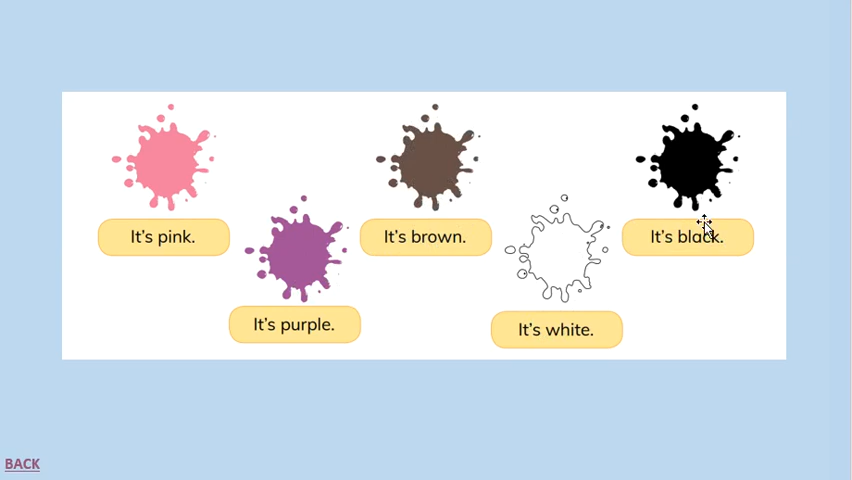 It's pink.
It's brown.
It's black.
It's purple.
It's white.
BACK